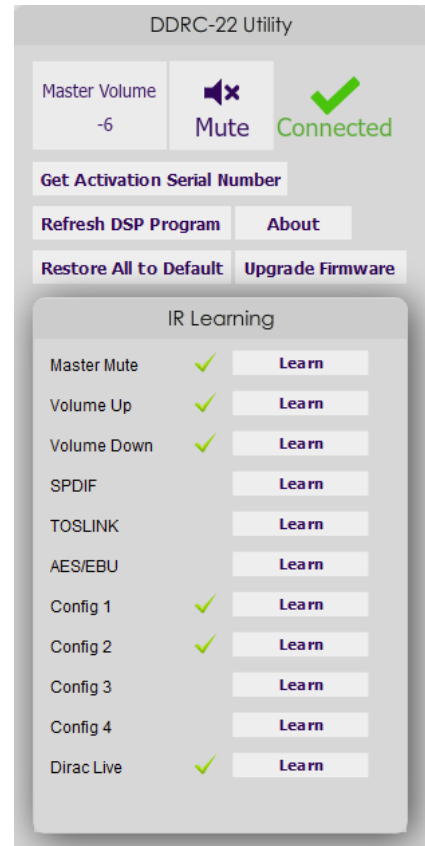 DDRC-22 Utility
Master Volume
-6
Mute
Connected
Get Activation Serial Number
Refresh DSP Program About
Restore All to Default Upgrade Firmware
IR Learning
Master Mute Learn
Volume Up Learn
Volume Down Learn
SPDIF Learn
TOSLINK Learn
AES/EBU Learn
Config 1 Learn
Config 2 Learn
Config 3 Learn
Config 4 Learn
Dirac Live Learn